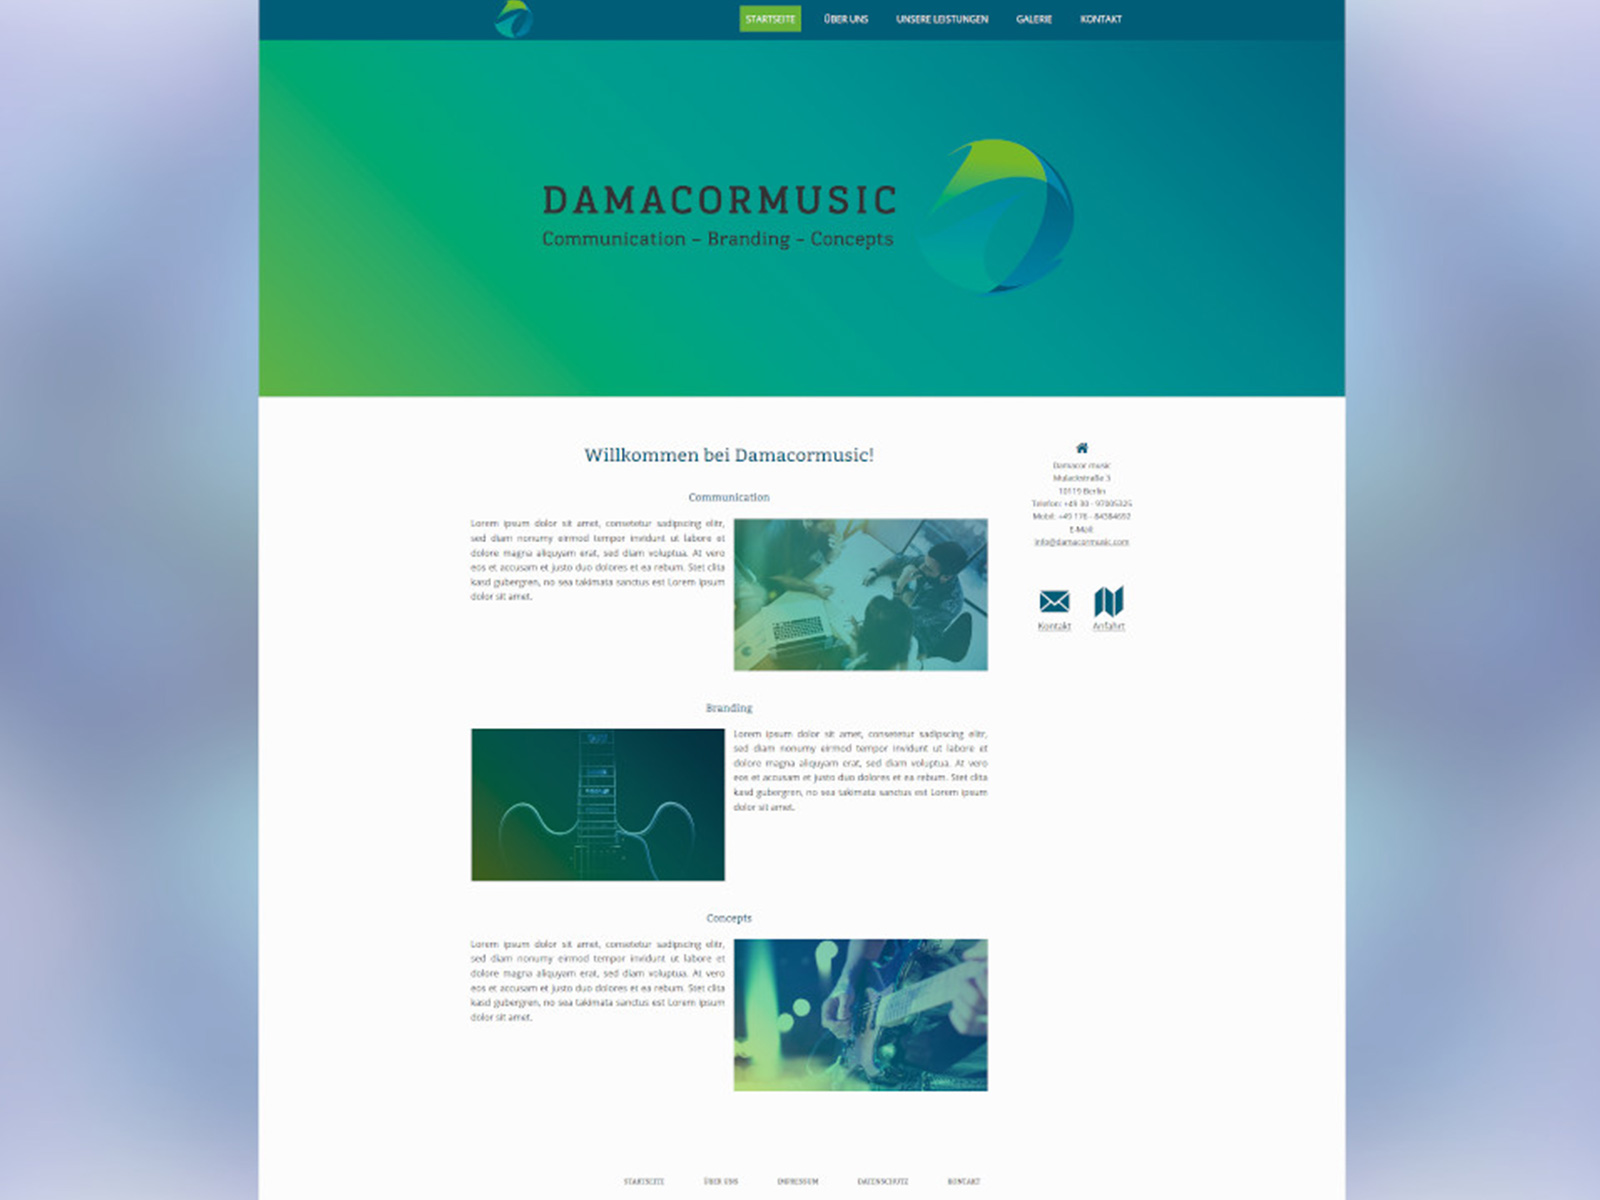 STARTSEITE ÜBER UNS UNSERE LEISTUNGEN GALERIE KONTAKT
DAMACORMUSIC
Communication – Branding – Concepts
Willkommen bei Damacormusic!
Communication
Lorem ipsum dolor sit amet, consetetur sadipscing elitr,
sed diam nonumy eirmod tempor invidunt ut labore et
dolore magna aliquyam erat, sed diam voluptua. At vero
eos et accusam et justo duo dolores et ea rebum. Stet clita
kasd gubergren, no sea takimata sanctus est Lorem ipsum
dolor sit amet.
Branding
Lorem ipsum dolor sit amet, consetetur sadipscing elitr,
sed diam nonumy eirmod tempor invidunt ut labore et
dolore magna aliquyam erat, sed diam voluptua. At vero
eos et accusam et justo duo dolores et ea rebum. Stet clita
kasd gubergren, no sea takimata sanctus est Lorem ipsum
dolor sit amet.
Concepts
Lorem ipsum dolor sit amet, consetetur sadipscing elitr,
sed diam nonumy eirmod tempor invidunt ut labore et
dolore magna aliquyam erat, sed diam voluptua. At vero
eos et accusam et justo duo dolores et ea rebum. Stet clita
kasd gubergren, no sea takimata sanctus est Lorem ipsum
dolor sit amet.
Damacor music
Mulackstraße 3
10119 Berlin
Telefon: +49 30 - 97005325
Mobil: +49 176 - 84384692
E-Mail:
info@damacormusic.com
Kontakt Anfahrt
STARTSEITE ÜBER UNS IMPRESSUM DATENSCHUTZ KONTAKT